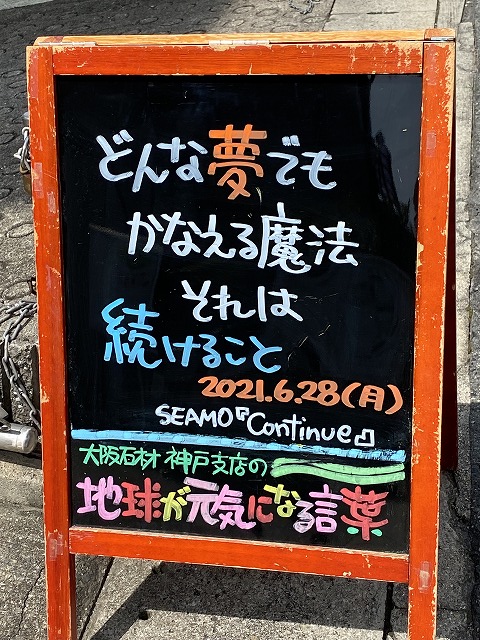 どんな夢でも
かなえる魔法
それは
続けること
2021.6.28(月)
SEAMO『Continue』
大阪石材 神戸支店の
地球が元気になる言葉